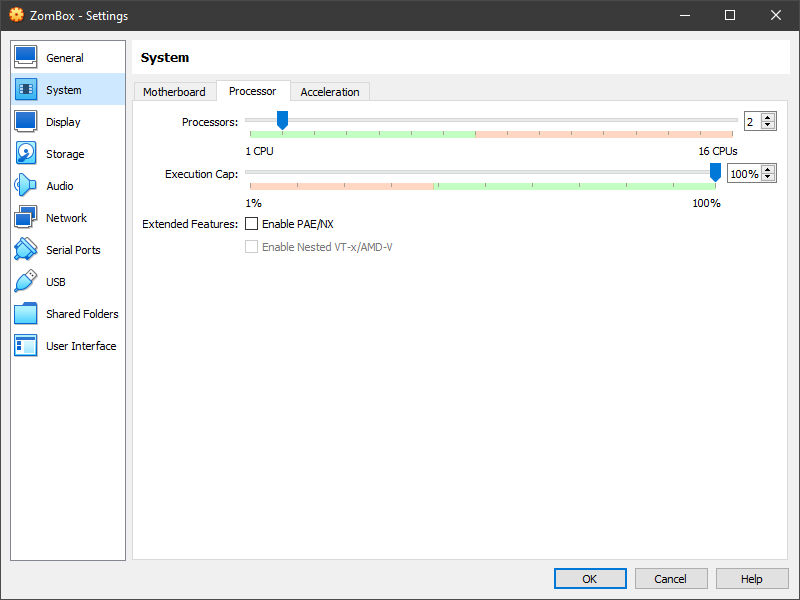 ZomBox - Settings
General
System
Display
Storage
Audio
Network
Serial Ports
USB
Shared Folders
User Interface
System
Motherboard
Processor
Acceleration
Processors:
2
1 CPU
16 CPUs
Execution Cap:
100%
1%
100%
Extended Features:
Enable PAE/NX
Enable Nested VT-x/AMD-V
OK
Cancel
Help